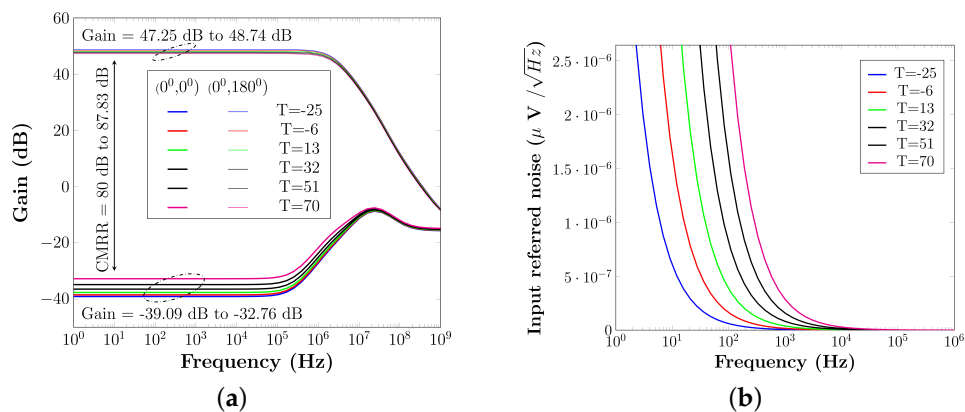 60
40
20
0
−20
−40
Gain (dB)
Gain = 47.25 dB to 48.74 dB
CMRR = 80 dB to 87.83 dB
(0⁰,0⁰) (0⁰,180⁰)
T=-25
T=-6
T=13
T=32
T=51
T=70
Gain = -39.09 dB to -32.76 dB
10⁰ 10¹ 10² 10³ 10⁴ 10⁵ 10⁶ 10⁷ 10⁸ 10⁹
Frequency (Hz)
(a)
Input referred noise (μ V /√Hz)
2.5·10⁻⁶
2·10⁻⁶
1.5·10⁻⁶
1·10⁻⁶
5·10⁻⁷
0
T=-25
T=-6
T=13
T=32
T=51
T=70
10⁰ 10¹ 10² 10³ 10⁴ 10⁵ 10⁶
Frequency (Hz)
(b)